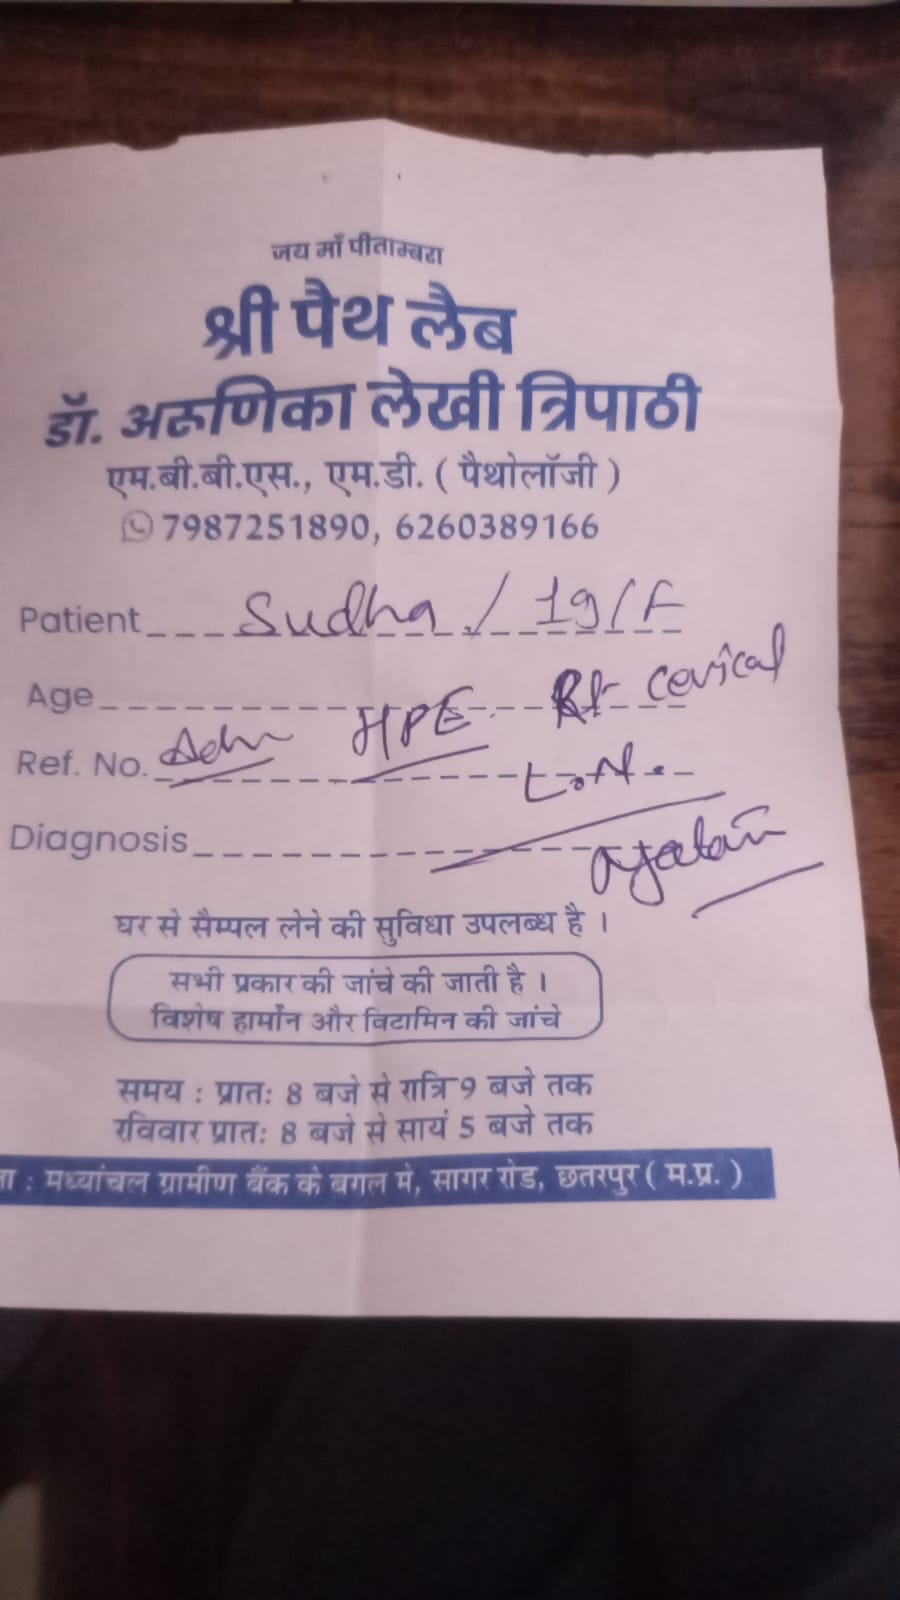 जय माँ पीताम्बरा
श्री पैथ लैब
डॉ. अरूणिका लेखी त्रिपाठी
एम.बी.बी.एस., एम.डी. ( पैथोलॉजी )
7987251890, 6260389166
Patient Sudha / 19/F
Age Rt cevical
Ref. No. Adv HPE L.N.
Diagnosis
घर से सैम्पल लेने की सुविधा उपलब्ध है ।
सभी प्रकार की जांचे की जाती है ।
विशेष हार्मोन और विटामिन की जांचे
समय : प्रातः 8 बजे से रात्रि 9 बजे तक
रविवार प्रातः 8 बजे से सायं 5 बजे तक
: मध्यांचल ग्रामीण बैंक के बगल मे, सागर रोड, छतरपुर ( म.प्र. )